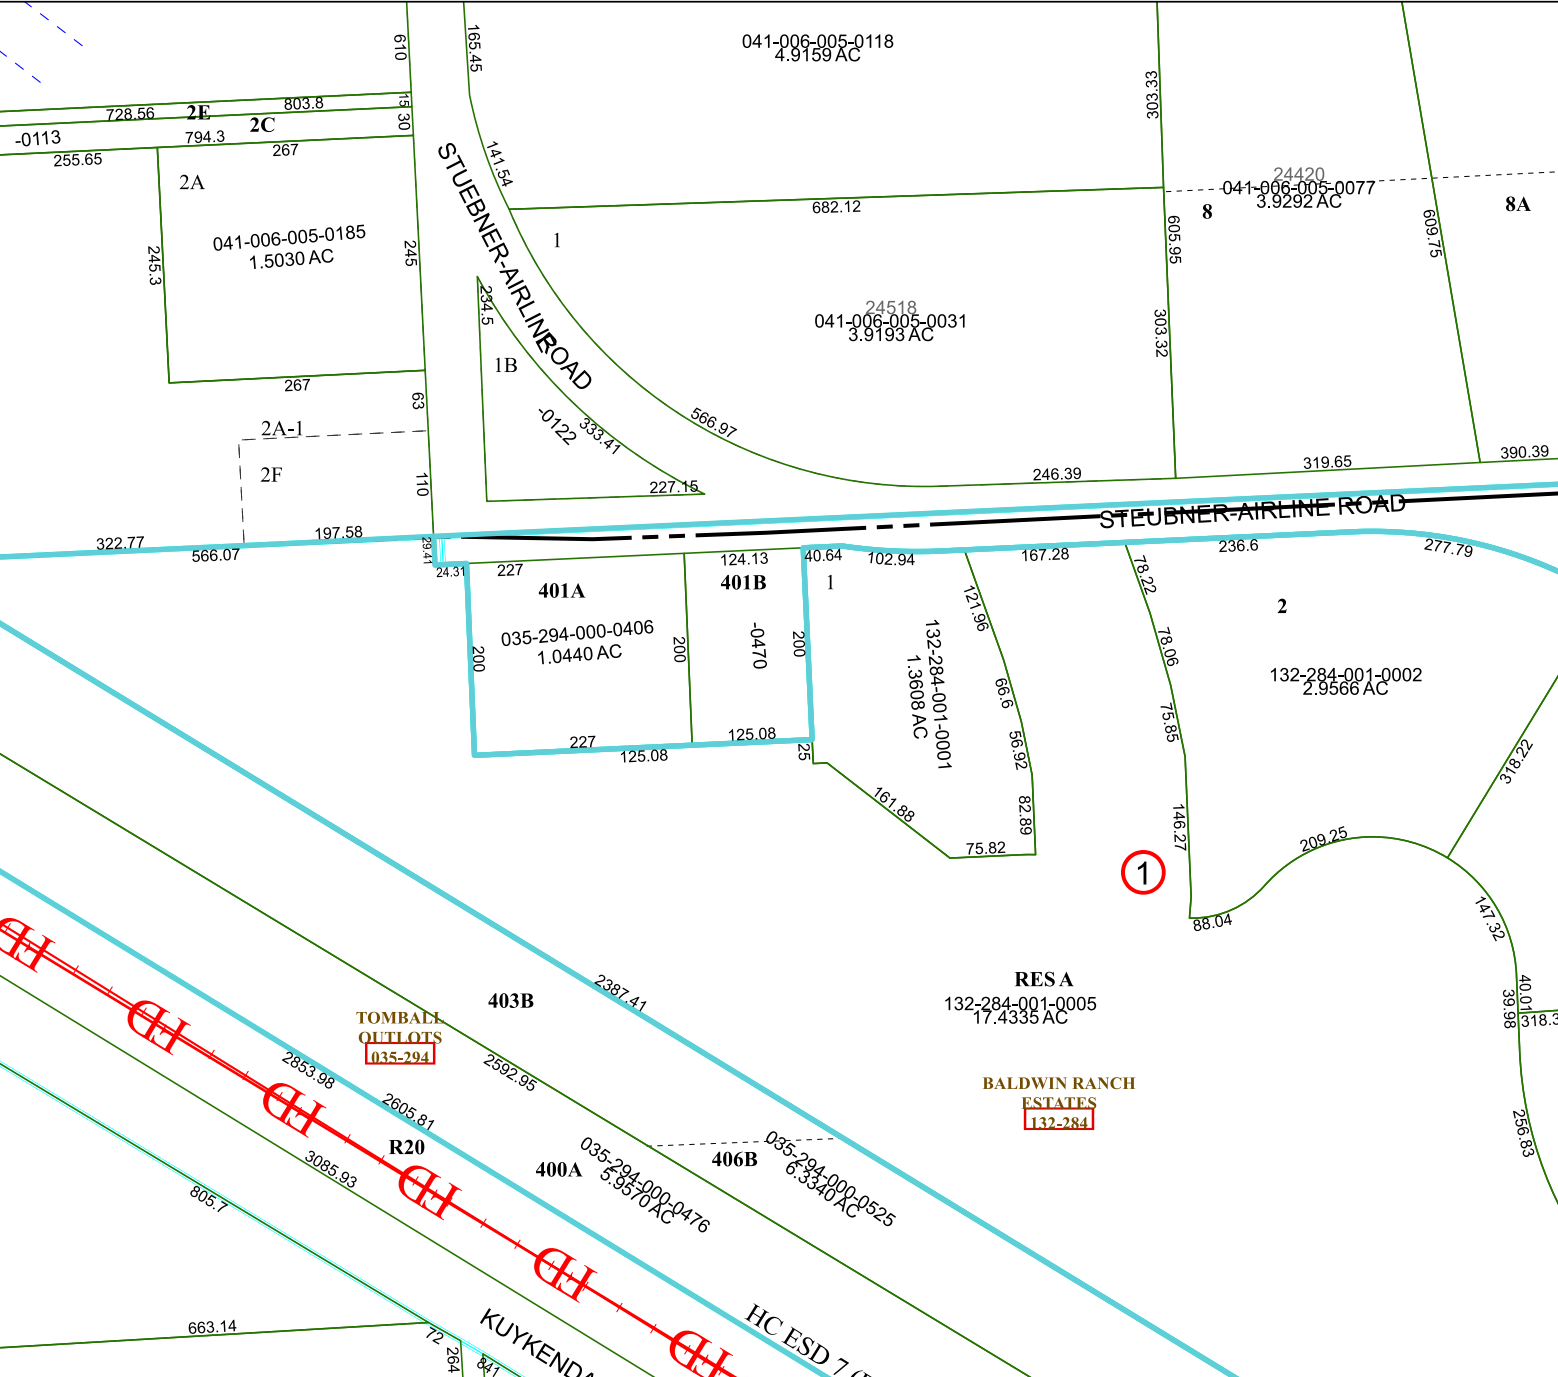 610
165.45
041-006-005-0118
4.9159 AC
303.33
728.56
2E
803.8
15
2C
30
-0113
794.3
267
255.65
141.54
2A
24420
041-006-005-0077
3.9292 AC
8
8A
682.12
605.95
609.75
STUEBNER-AIRLINE
ROAD
1
041-006-005-0185
1.5030 AC
245
245.3
234.5
24518
041-006-005-0031
3.9193 AC
303.32
1B
267
63
-0122
333.41
566.97
2A-1
2F
110
227.15
246.39
319.65
390.39
STEUBNER-AIRLINE ROAD
322.77
566.07
197.58
29.41
24.31
227
124.13
40.64
102.94
167.28
236.6
277.79
401A
401B
1
78.22
121.96
2
035-294-000-0406
1.0440 AC
200
200
-0470
200
132-284-001-0001
1.3608 AC
66.6
78.06
132-284-001-0002
2.9566 AC
75.85
56.92
227
125.08
125.08
25
318.22
161.88
82.89
146.27
75.82
209.25
1
88.04
147.32
RES A
132-284-001-0005
17.4335 AC
40.01
39.98
318.3
403B
2387.41
TOMBALL
OUTLOTS
035-294
2853.98
2592.95
2605.81
BALDWIN RANCH
ESTATES
132-284
256.83
R20
3085.93
400A
035-294-000-0476
5.9570 AC
406B
035-294-000-0525
6.3340 AC
805.7
663.14
72
264
841
KUYKENDA
HC ESD 7 (